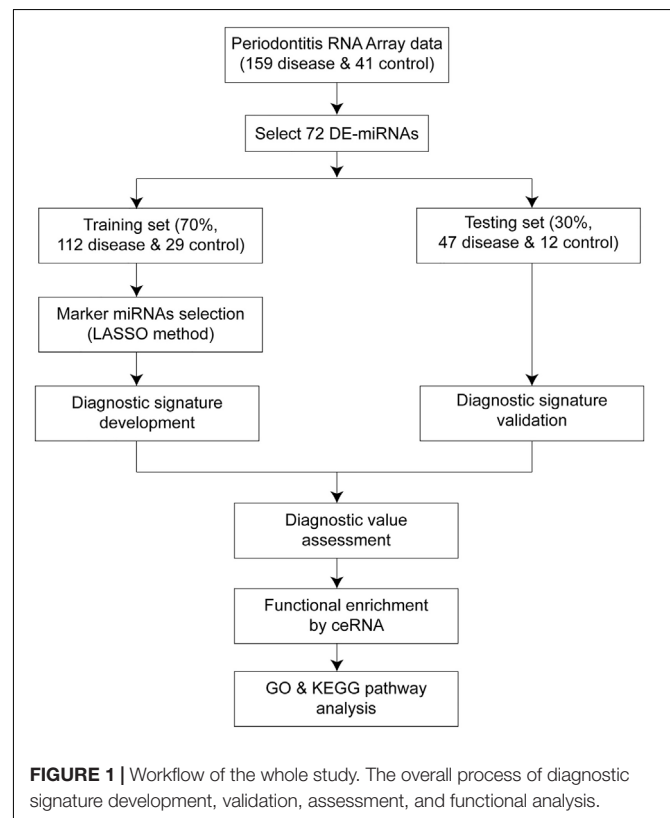 Periodontitis RNA Array data
(159 disease & 41 control)
Select 72 DE-miRNAs
Training set (70%,
112 disease & 29 control)
Testing set (30%,
47 disease & 12 control)
Marker miRNAs selection
(LASSO method)
Diagnostic signature
development
Diagnostic signature
validation
Diagnostic value
assessment
Functional enrichment
by ceRNA
GO & KEGG pathway
analysis
FIGURE 1 | Workflow of the whole study. The overall process of diagnostic
signature development, validation, assessment, and functional analysis.